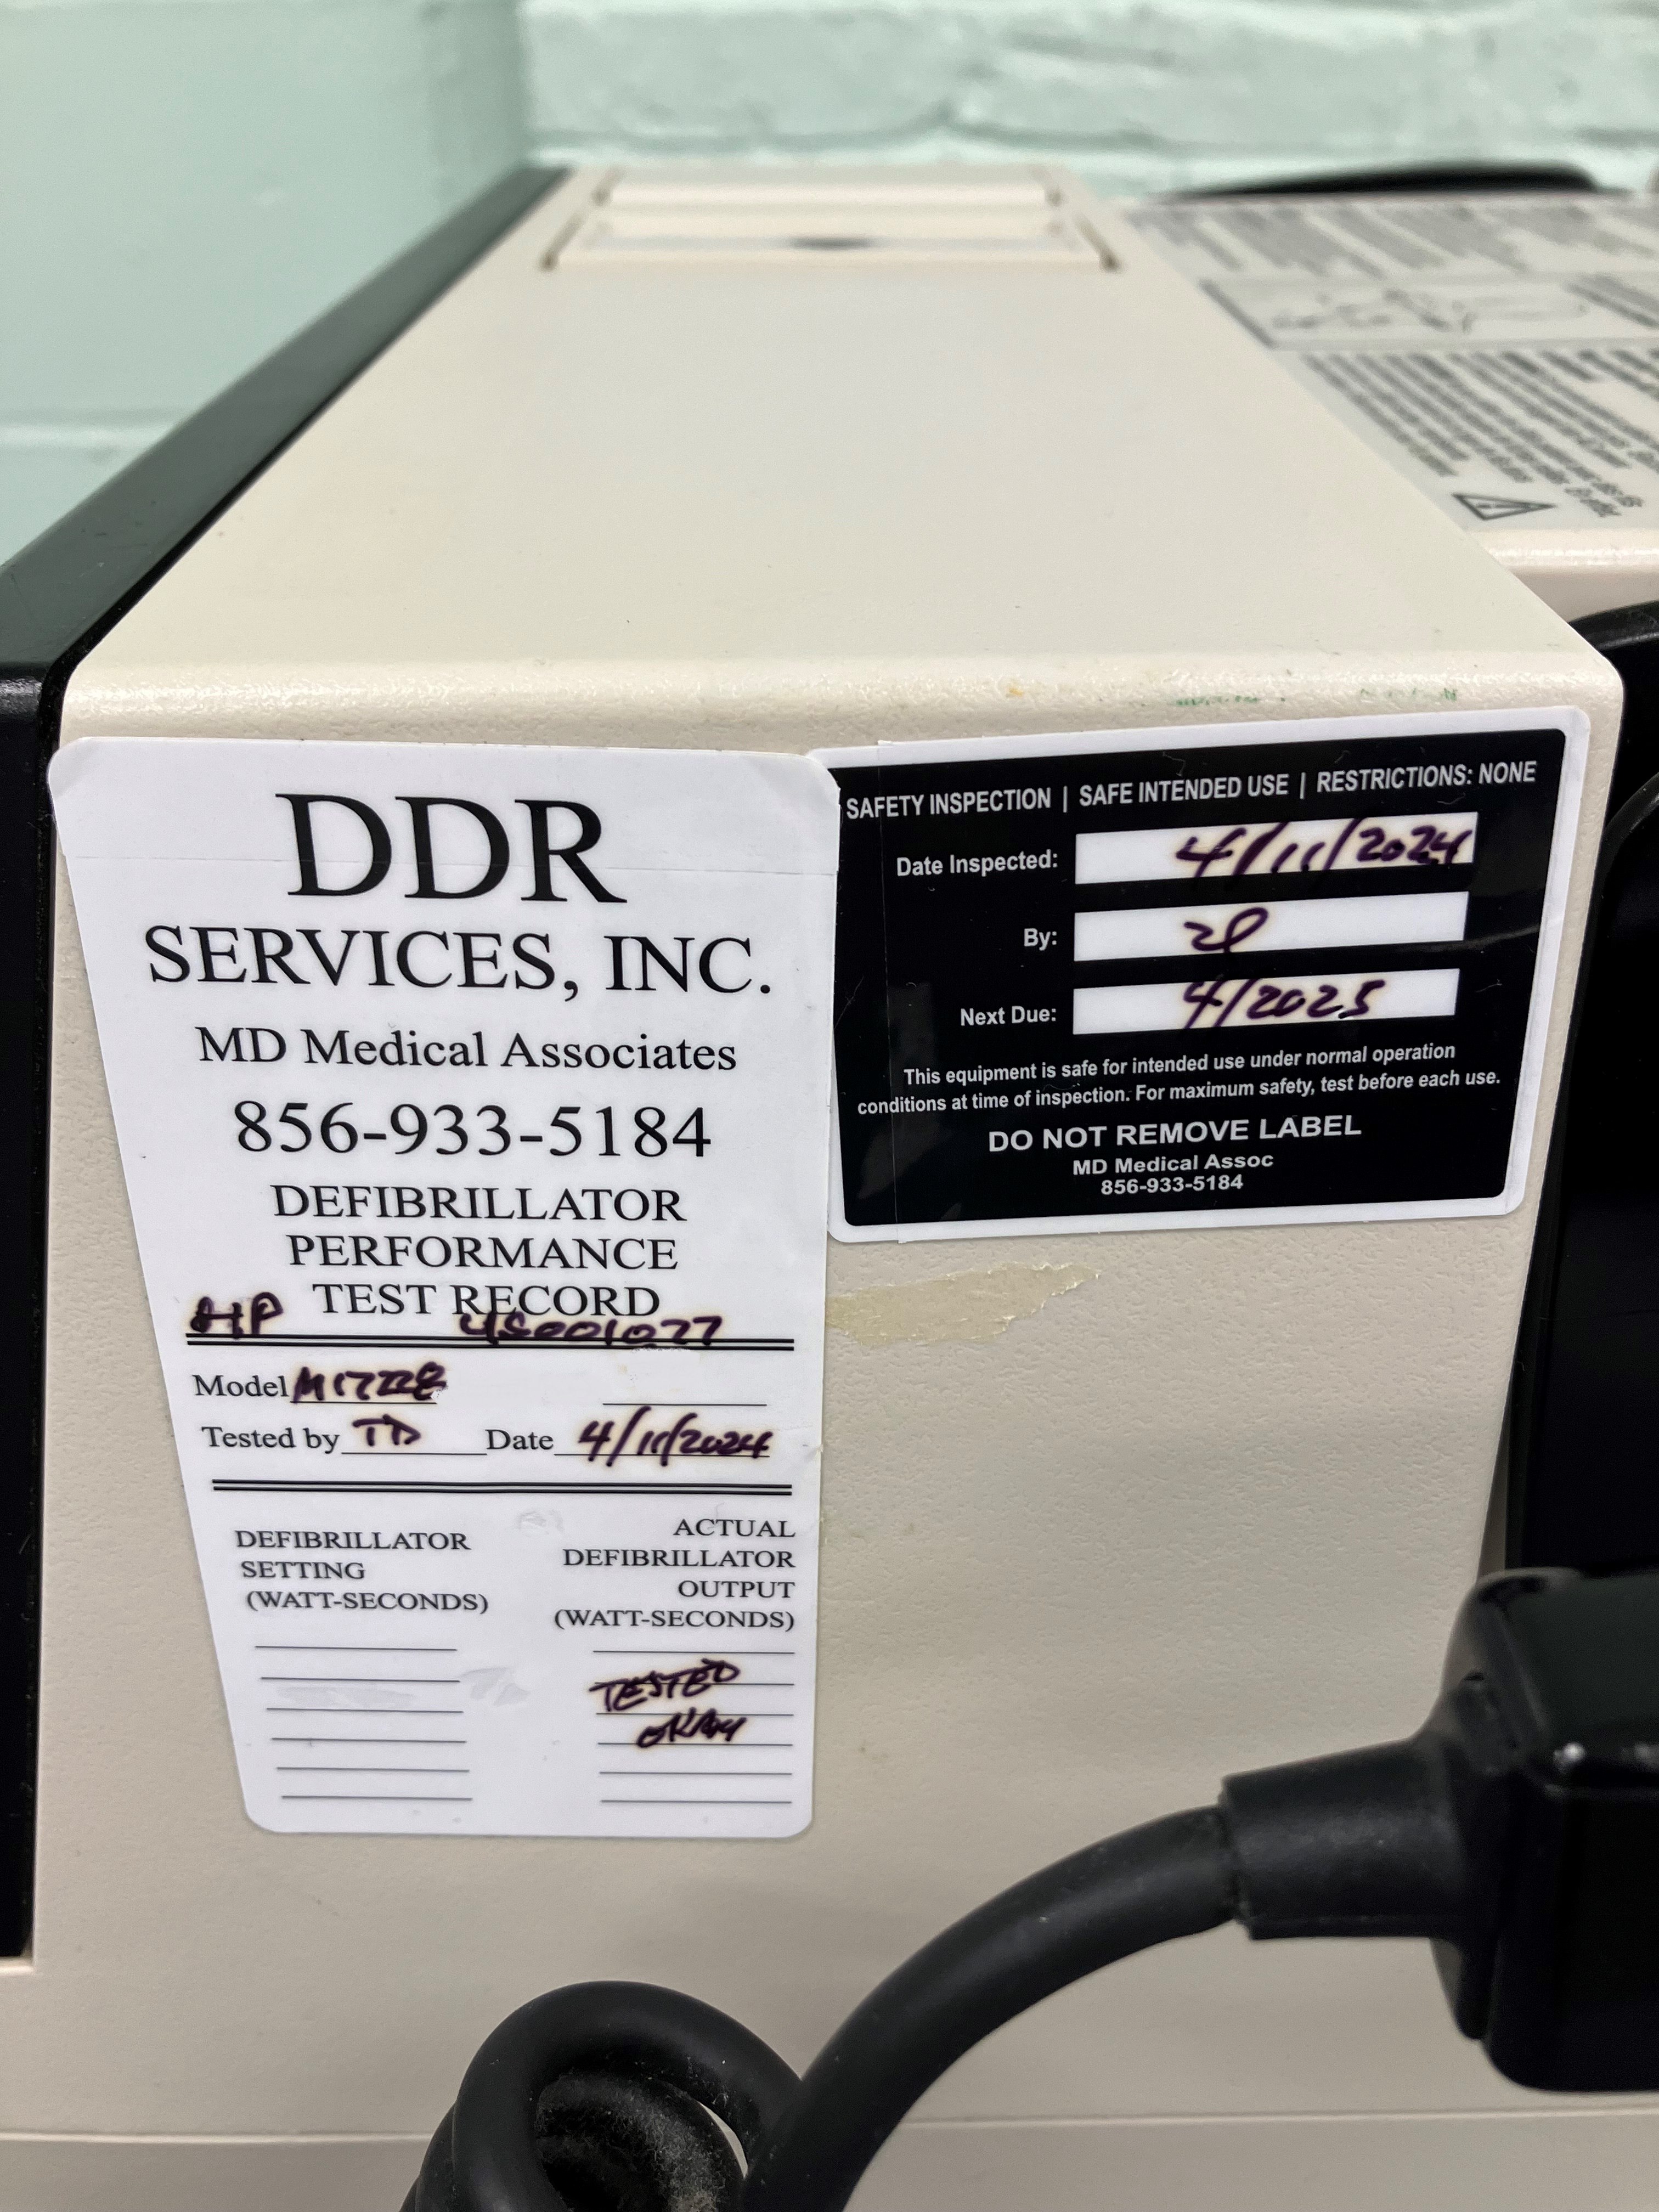 DDR
SERVICES, INC.
MD Medical Associates
856-933-5184
DEFIBRILLATOR
PERFORMANCE
TEST RECORD
HP
Model
Tested by TD Date 4/11/2024
DEFIBRILLATOR
SETTING
(WATT-SECONDS)
ACTUAL
DEFIBRILLATOR
OUTPUT
(WATT-SECONDS)
TESTED
OKAY
SAFETY INSPECTION | SAFE INTENDED USE | RESTRICTIONS: NONE
Date Inspected: 4/11/2024
By:
Next Due: 4/2025
This equipment is safe for intended use under normal operation
conditions at time of inspection. For maximum safety, test before each use.
DO NOT REMOVE LABEL
MD Medical Assoc
856-933-5184